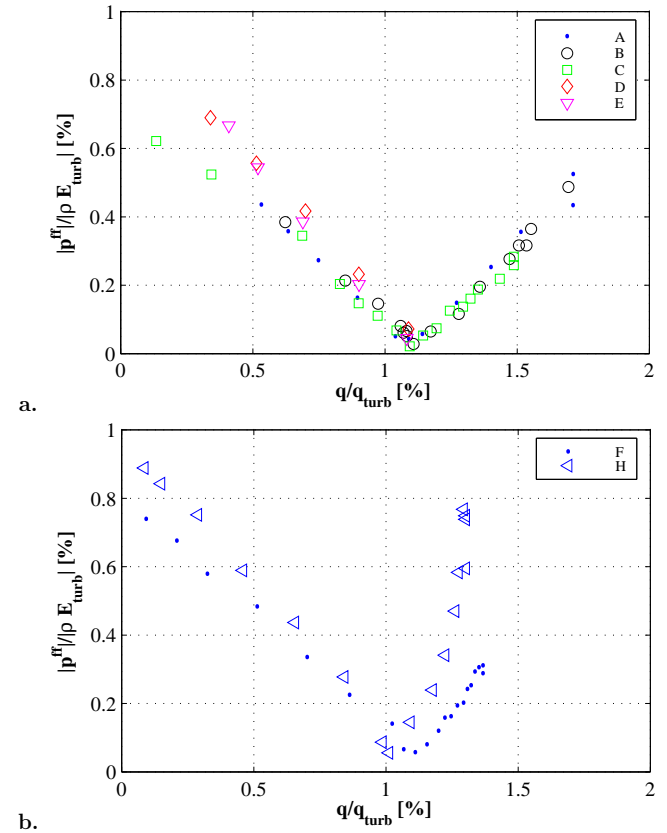 1
0.8
0.6
0.4
0.2
0
|p^ff|/|ρ E_turb| [%]
A
B
C
D
E
0 0.5 1 1.5 2
q/q_turb [%]
a.
1
0.8
0.6
0.4
0.2
0
|p^ff|/|ρ E_turb| [%]
F
H
0 0.5 1 1.5 2
q/q_turb [%]
b.